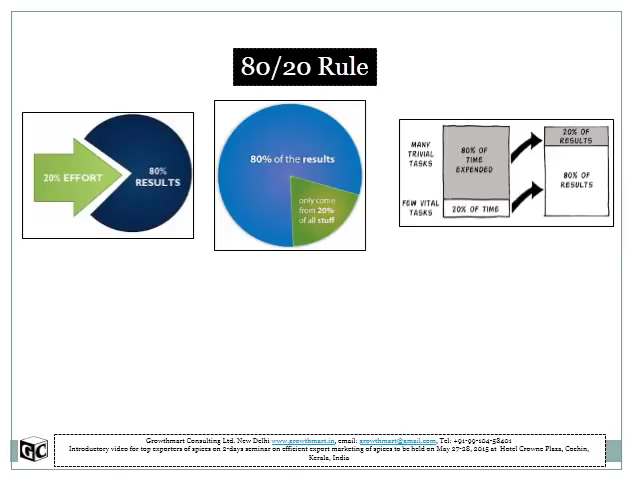 80/20 Rule
20% EFFORT
80%
RESULTS
80% of the results
only come
from 20%
of all stuff
MANY
TRIVIAL
TASKS
80% OF
TIME
EXPENDED
FEW VITAL
TASKS
20% OF TIME
20% OF
RESULTS
80% OF
RESULTS
GC
Growthmart Consulting Ltd. New Delhi www.growthmart.in, email: growthmart@gmail.com, Tel: +91-99-104-58401
Introductory video for top exporters of spices on 2-days seminar on efficient export marketing of spices to be held on May 27-28, 2015 at Hotel Crowne Plaza, Cochin,
Kerala, India